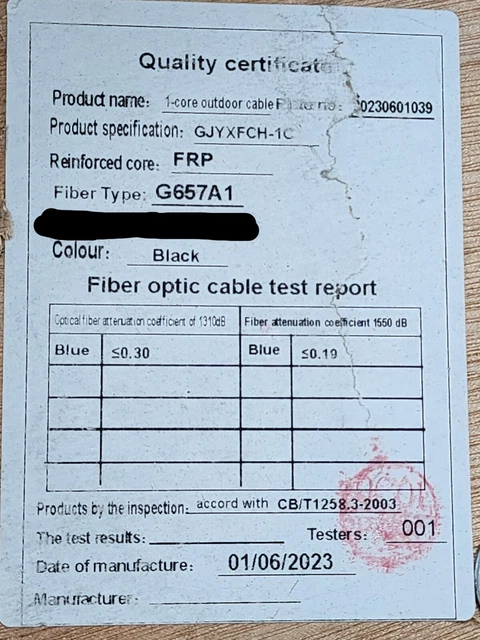 Quality certificate
Product name: 1-core outdoor cable 0230601039
Product specification: GJYXFCH-1C
Reinforced core: FRP
Fiber Type: G657A1
Colour: Black
Fiber optic cable test report
Optical fiber attenuation coefficient of 1310dB Fiber attenuation coefficient 1550 dB
Blue ≤0.30 Blue ≤0.19
Products by the inspection: accord with CB/T1258.3-2003
The test results:
Testers: 001
Date of manufacture: 01/06/2023
Manufacturer: